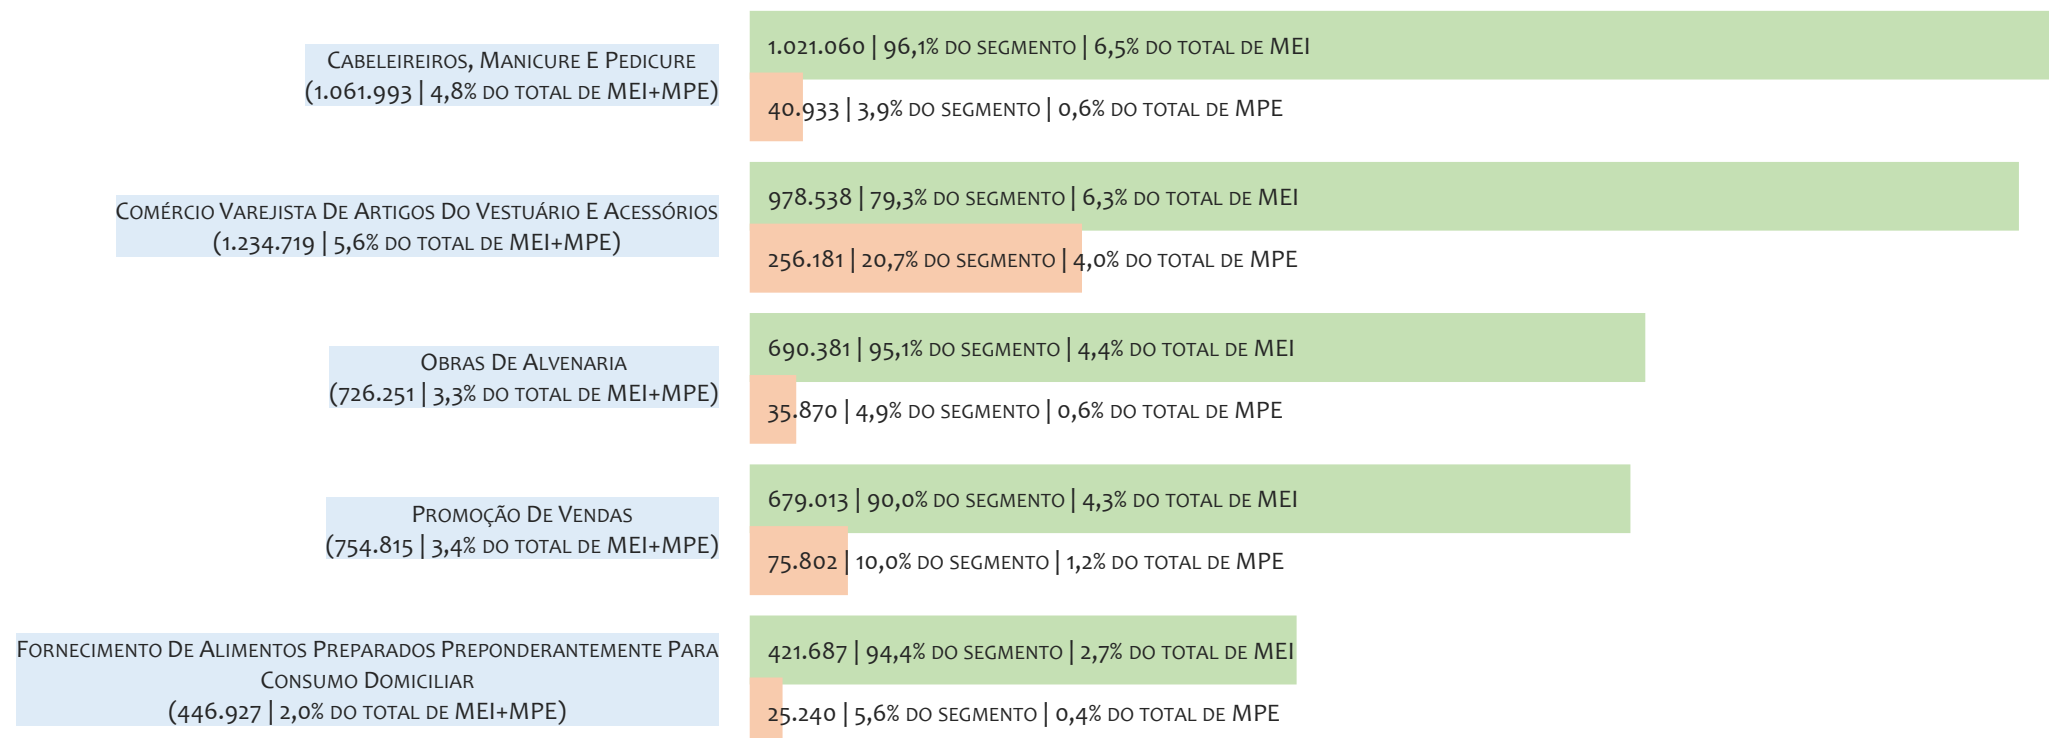 Cabeleireiros, Manicure E Pedicure
(1.061.993 | 4,8% do total de MEI+MPE)
1.021.060 | 96,1% do segmento | 6,5% do total de MEI
40.933 | 3,9% do segmento | 0,6% do total de MPE
Comércio Varejista De Artigos Do Vestuário E Acessórios
(1.234.719 | 5,6% do total de MEI+MPE)
978.538 | 79,3% do segmento | 6,3% do total de MEI
256.181 | 20,7% do segmento | 4,0% do total de MPE
Obras De Alvenaria
(726.251 | 3,3% do total de MEI+MPE)
690.381 | 95,1% do segmento | 4,4% do total de MEI
35.870 | 4,9% do segmento | 0,6% do total de MPE
Promoção De Vendas
(754.815 | 3,4% do total de MEI+MPE)
679.013 | 90,0% do segmento | 4,3% do total de MEI
75.802 | 10,0% do segmento | 1,2% do total de MPE
Fornecimento De Alimentos Preparados Preponderantemente Para
Consumo Domiciliar
(446.927 | 2,0% do total de MEI+MPE)
421.687 | 94,4% do segmento | 2,7% do total de MEI
25.240 | 5,6% do segmento | 0,4% do total de MPE